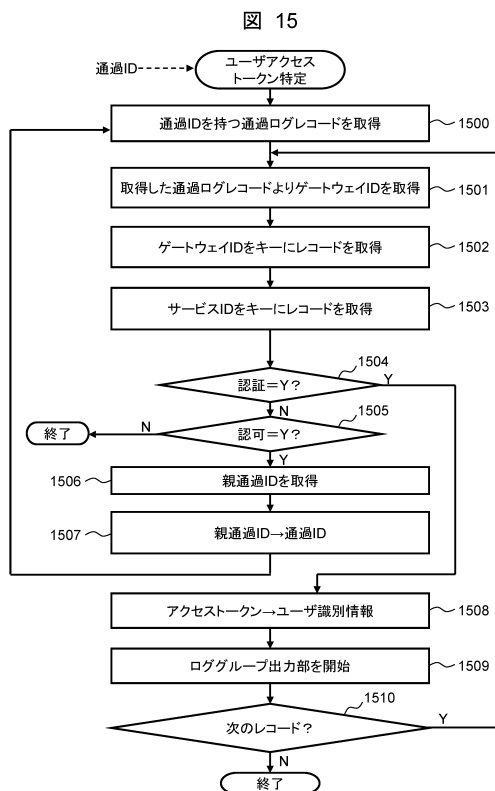 図 15
通過ID
ユーザアクセス
トークン特定
通過IDを持つ通過ログレコードを取得
1500
取得した通過ログレコードよりゲートウェイIDを取得
1501
ゲートウェイIDをキーにレコードを取得
1502
サービスIDをキーにレコードを取得
1503
1504
認証=Y?
Y
N
1505
認可=Y?
N
終了
Y
1506
親通過IDを取得
1507
親通過ID→通過ID
アクセストークン→ユーザ識別情報
1508
ロググループ出力部を開始
1509
1510
次のレコード?
Y
N
終了